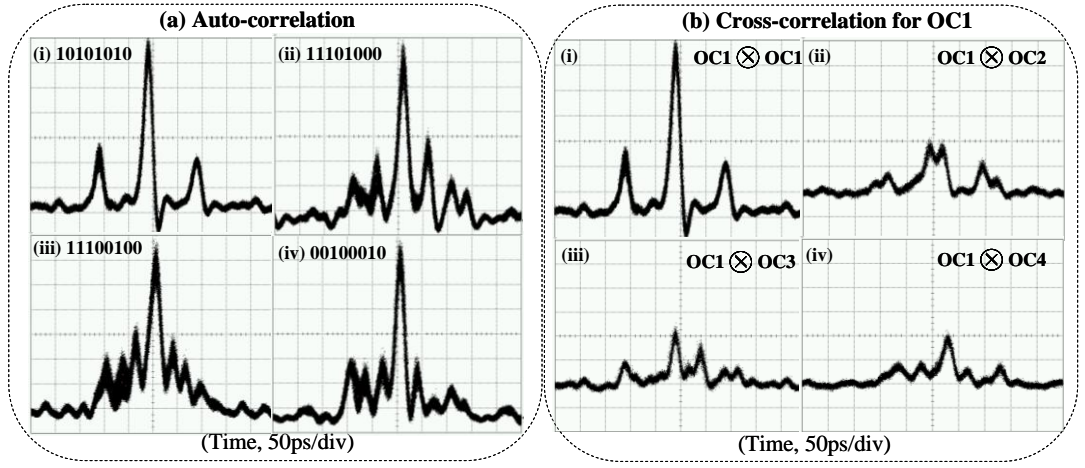 (a) Auto-correlation
(i) 10101010
(ii) 11101000
(iii) 11100100
(iv) 00100010
(Time, 50ps/div)
(b) Cross-correlation for OC1
(i) OC1 ⊗ OC1
(ii) OC1 ⊗ OC2
(iii) OC1 ⊗ OC3
(iv) OC1 ⊗ OC4
(Time, 50ps/div)